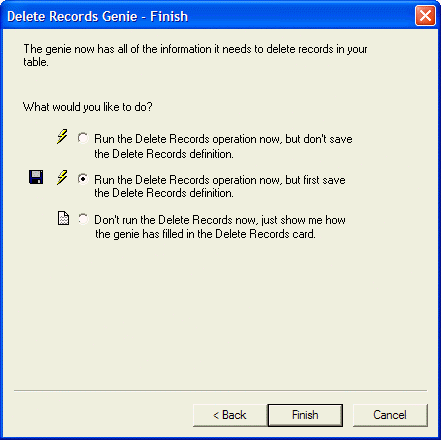 Delete Records Genie - Finish
The genie now has all of the information it needs to delete records in your
table.
What would you like to do?
Run the Delete Records operation now, but don't save
the Delete Records definition.
Run the Delete Records operation now, but first save
the Delete Records definition.
Don't run the Delete Records now, just show me how
the genie has filled in the Delete Records card.
< Back
Finish
Cancel